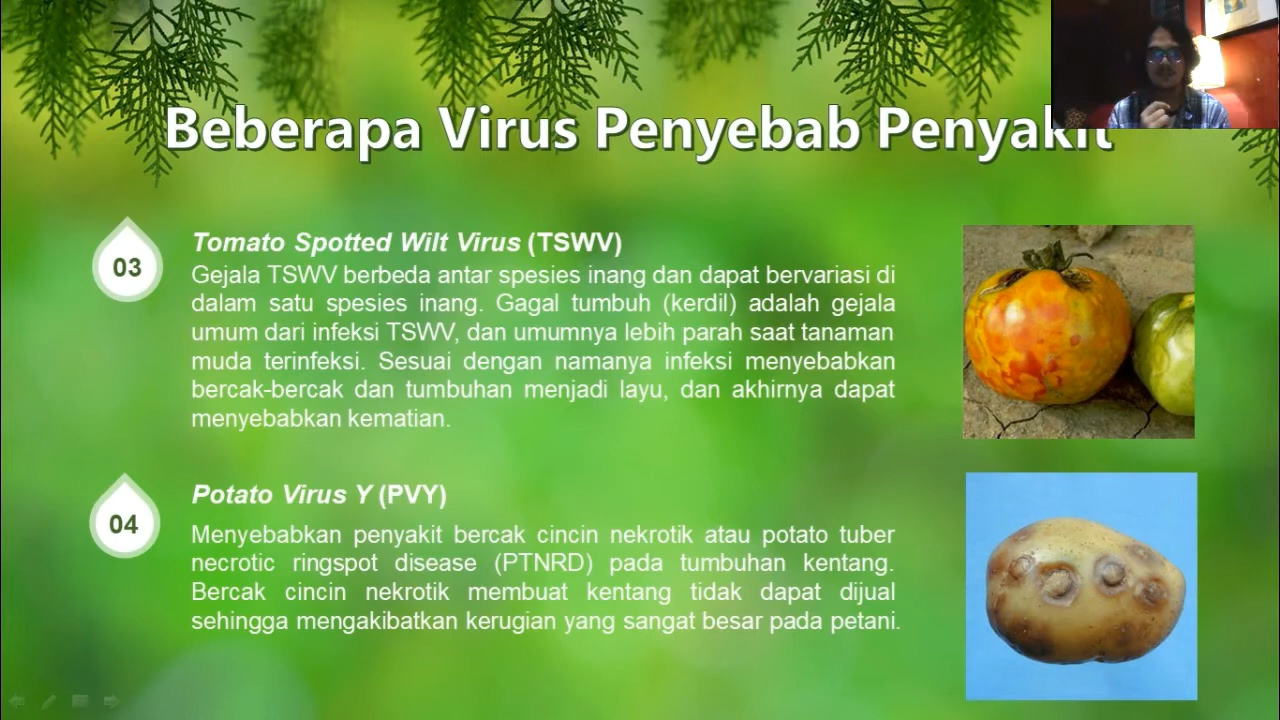 Beberapa Virus Penyebab Penyakit
03
Tomato Spotted Wilt Virus (TSWV)
Gejala TSWV berbeda antar spesies inang dan dapat bervariasi di
dalam satu spesies inang. Gagal tumbuh (kerdil) adalah gejala
umum dari infeksi TSWV, dan umumnya lebih parah saat tanaman
muda terinfeksi. Sesuai dengan namanya infeksi menyebabkan
bercak-bercak dan tumbuhan menjadi layu, dan akhirnya dapat
menyebabkan kematian.
04
Potato Virus Y (PVY)
Menyebabkan penyakit bercak cincin nekrotik atau potato tuber
necrotic ringspot disease (PTNRD) pada tumbuhan kentang.
Bercak cincin nekrotik membuat kentang tidak dapat dijual
sehingga mengakibatkan kerugian yang sangat besar pada petani.